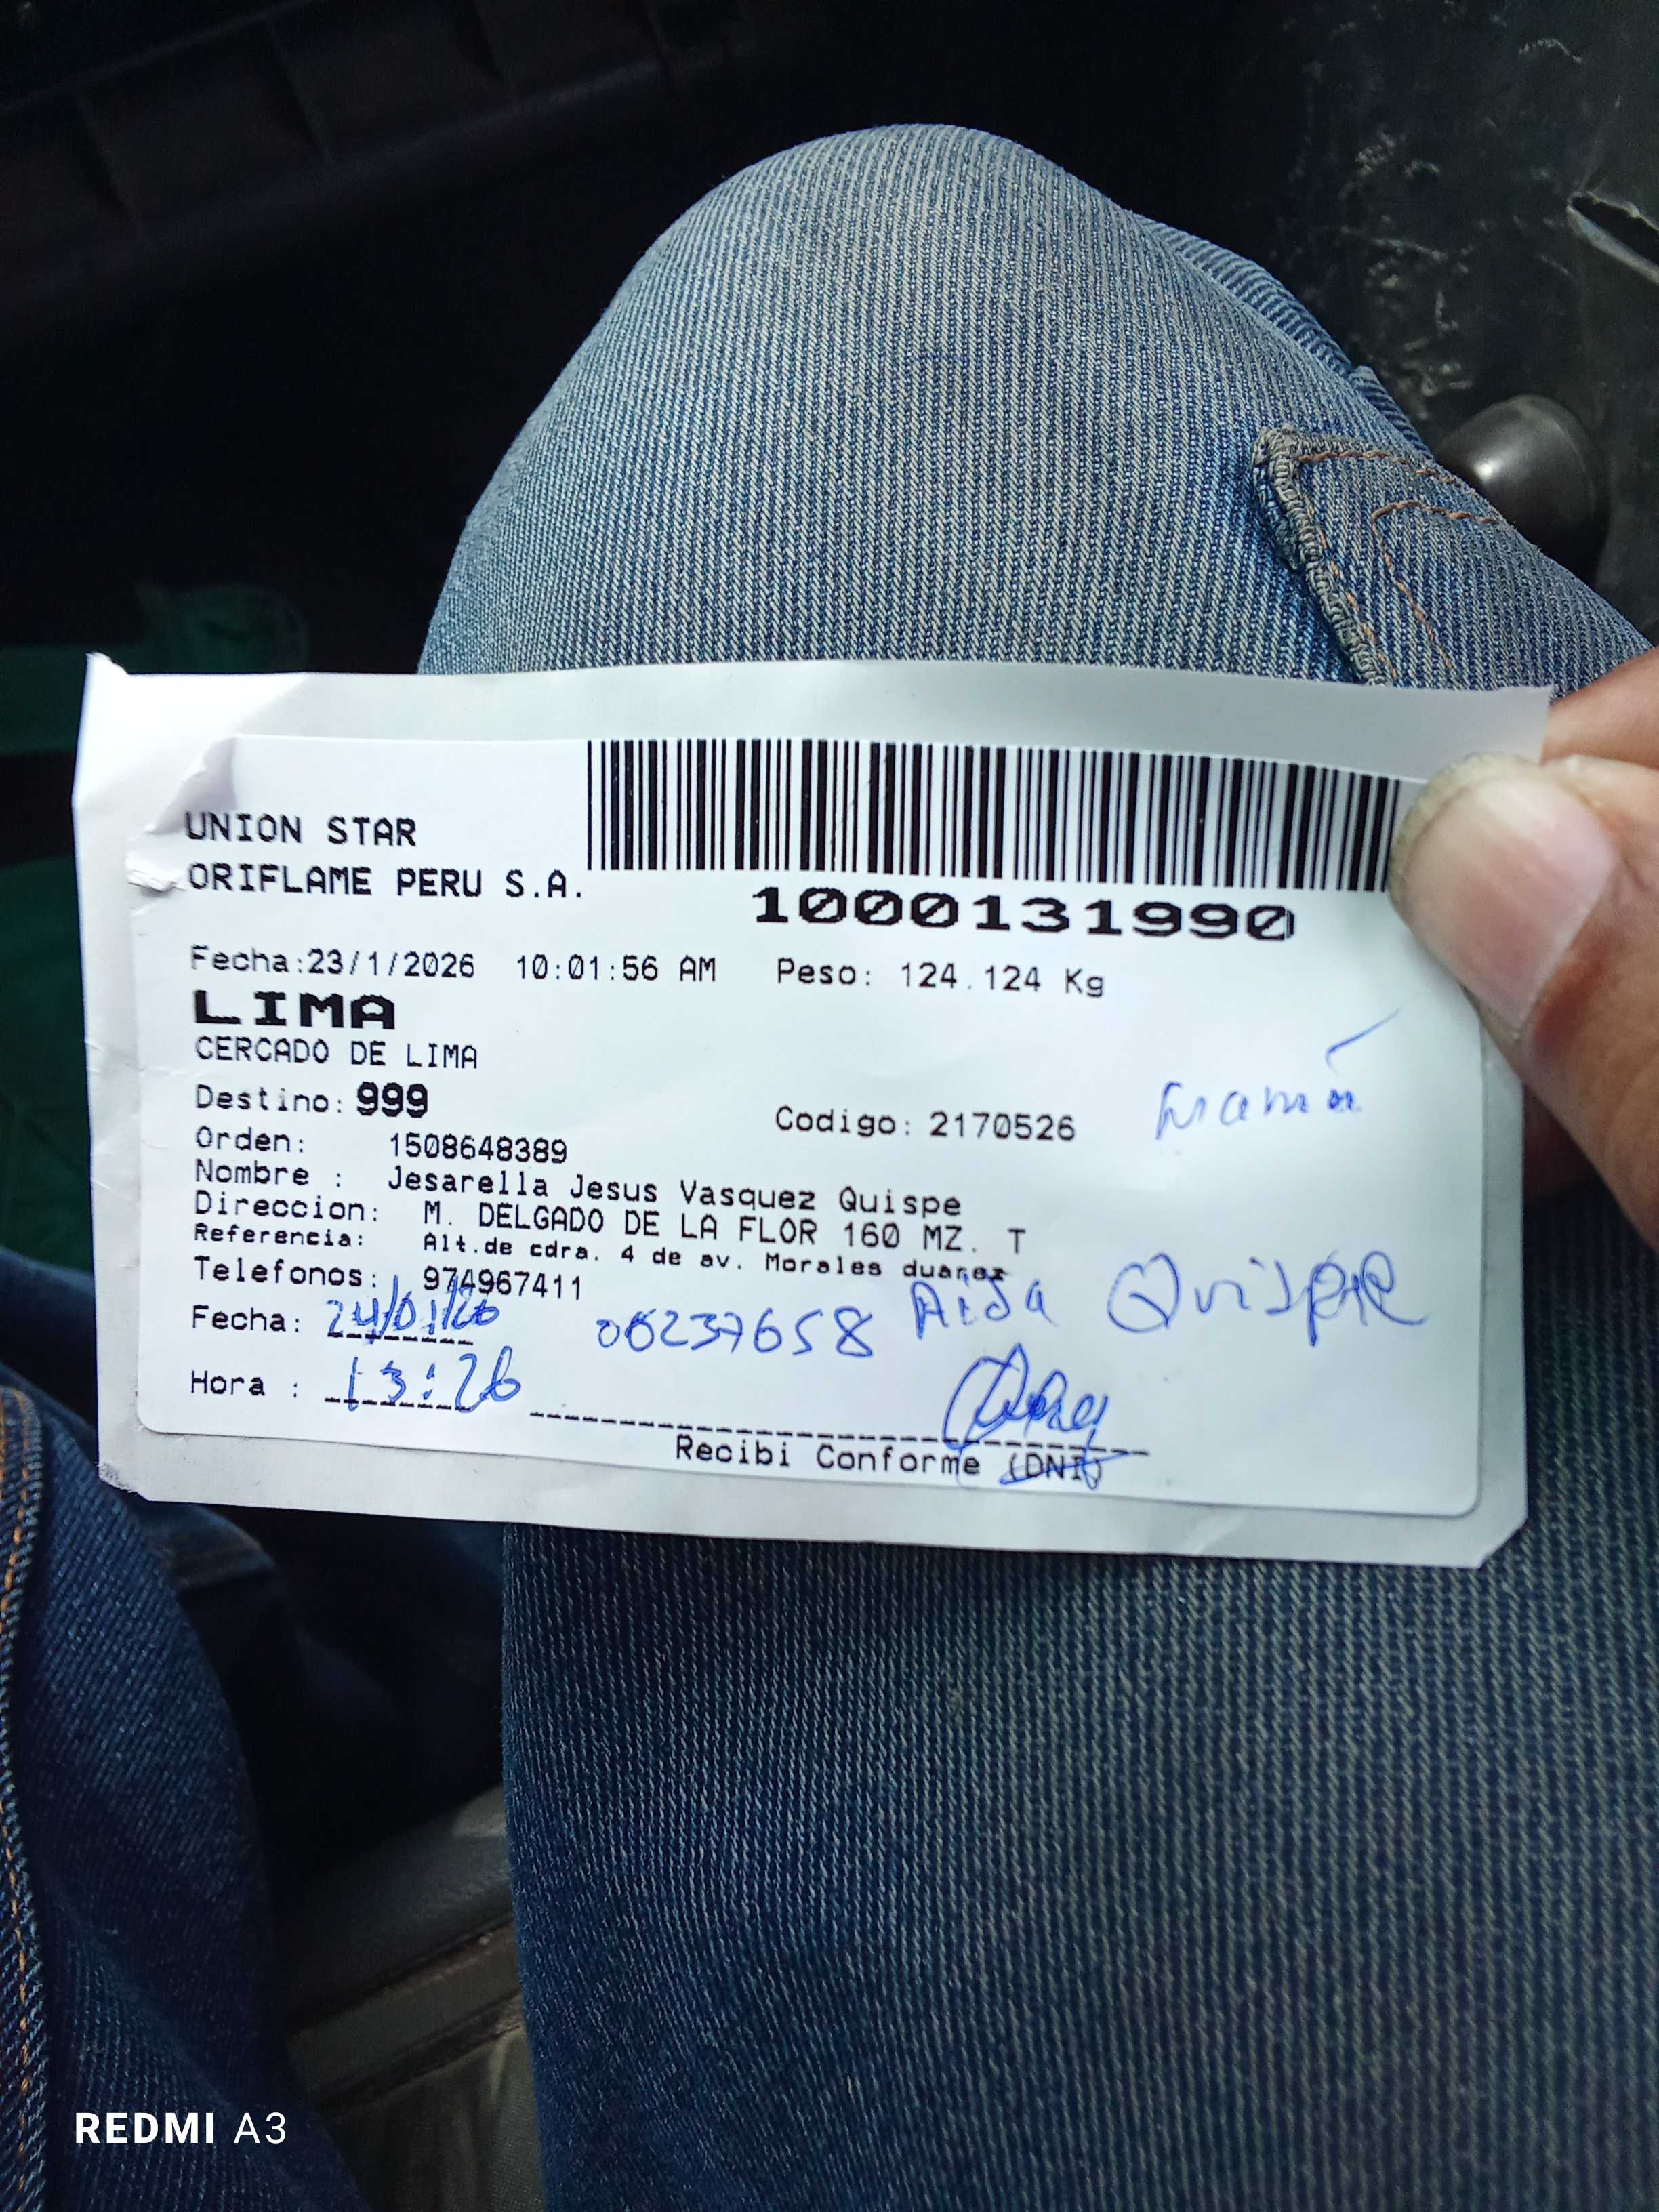 UNION STAR
ORIFLAME PERU S.A.
1000131990
Fecha:23/1/2026 10:01:56 AM Peso: 124.124 Kg
LIMA
CERCADO DE LIMA
Destino: 999
Codigo: 2170526
Orden: 1508648389
Nombre : Jesarella Jesus Vasquez Quispe
Direccion: M. DELGADO DE LA FLOR 160 MZ. T
Referencia: Alt.de cdra. 4 de av. Morales duarez
Telefonos: 974967411
Fecha: 24/01/26 06237658 Aida Quispe
Hora : 13:26
Recibi Conforme (DNI)
REDMI A3